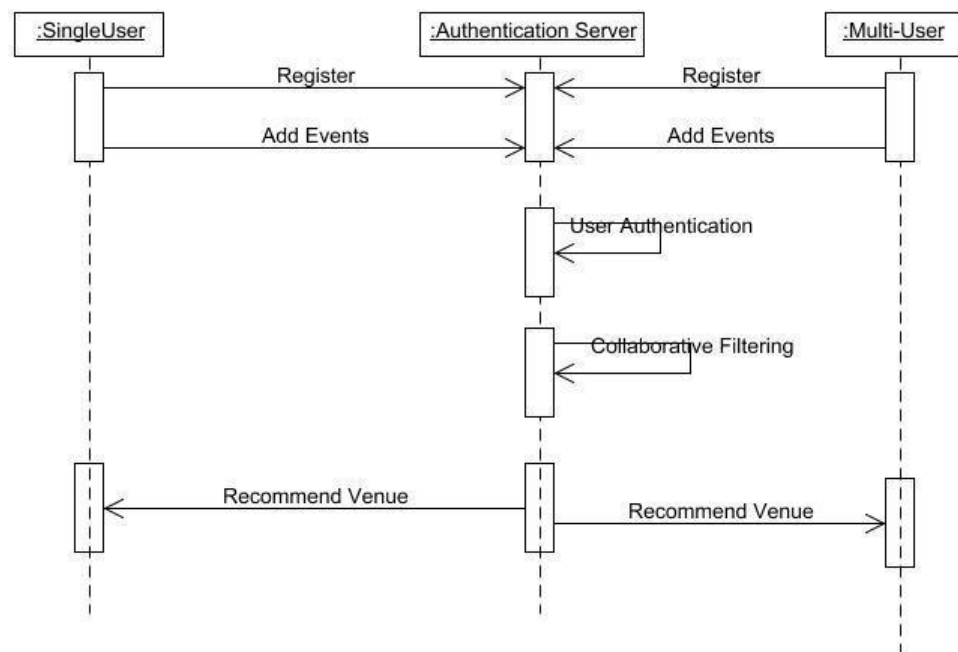 :SingleUser
:Authentication Server
:Multi-User
Register
Register
Add Events
Add Events
User Authentication
Collaborative Filtering
Recommend Venue
Recommend Venue